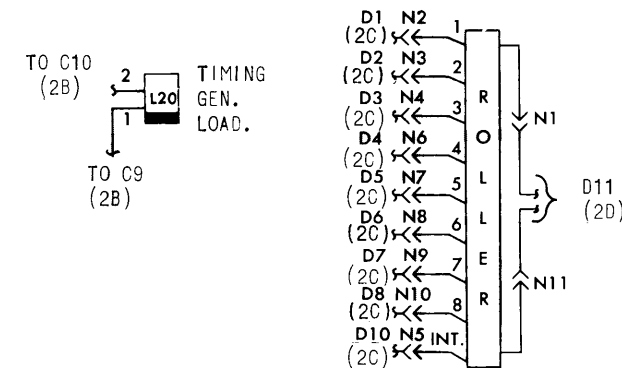 TO C10
(2B)
2
L20
1
TIMING
GEN.
LOAD.
TO C9
(2B)
D1 N2 1
(2C)
D2 N3 2
(2C)
D3 N4 3
(2C)
D4 N6 4
(2C)
D5 N7 5
(2C)
D6 N8 6
(2C)
D7 N9 7
(2C)
D8 N10 8
(2C)
D10 N5 INT.
(2C)
ROLLER
N1
D11
(2D)
N11